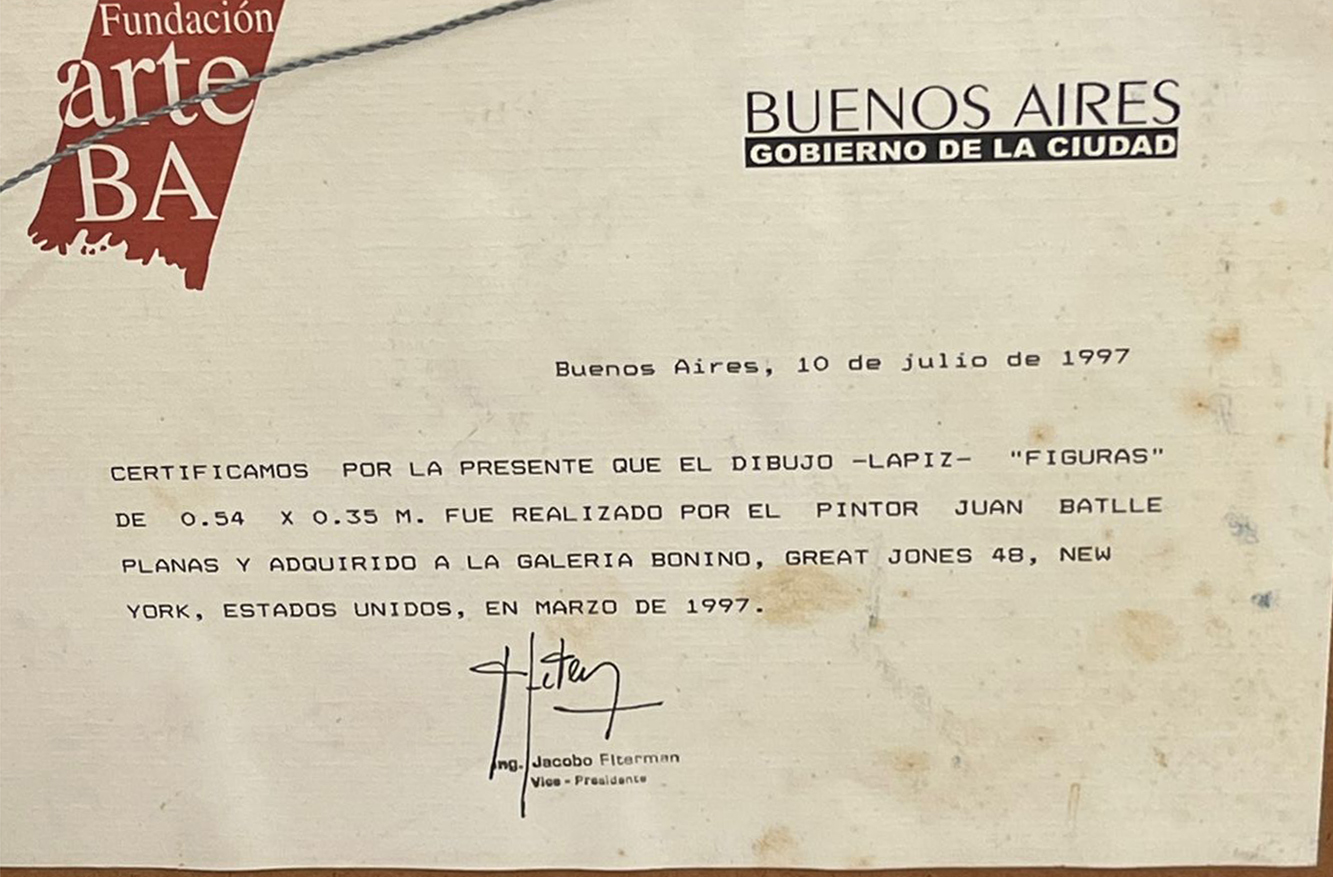 Fundación
arte
BA
BUENOS AIRES
GOBIERNO DE LA CIUDAD
Buenos Aires, 10 de julio de 1997
CERTIFICAMOS POR LA PRESENTE QUE EL DIBUJO -LAPIZ- "FIGURAS"
DE 0.54 X 0.35 M. FUE REALIZADO POR EL PINTOR JUAN BATLLE
PLANAS Y ADQUIRIDO A LA GALERIA BONINO, GREAT JONES 48, NEW
YORK, ESTADOS UNIDOS, EN MARZO DE 1997.
Ing. Jacobo Fiterman
Vice - Presidente